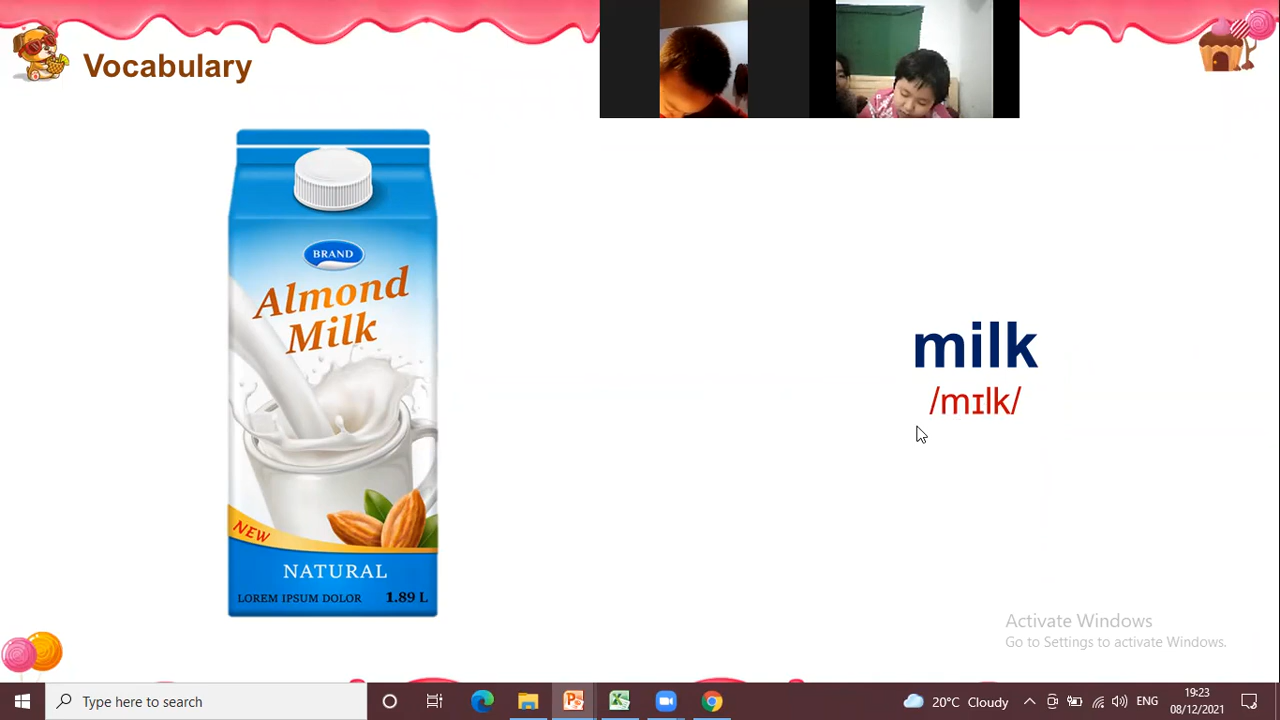 Vocabulary
BRAND
Almond
Milk
NEW
NATURAL
LOREM IPSUM DOLOR 1.89 L
milk
/mɪlk/
Activate Windows
Go to Settings to activate Windows.
Type here to search
20°C Cloudy
ENG
19:23
08/12/2021